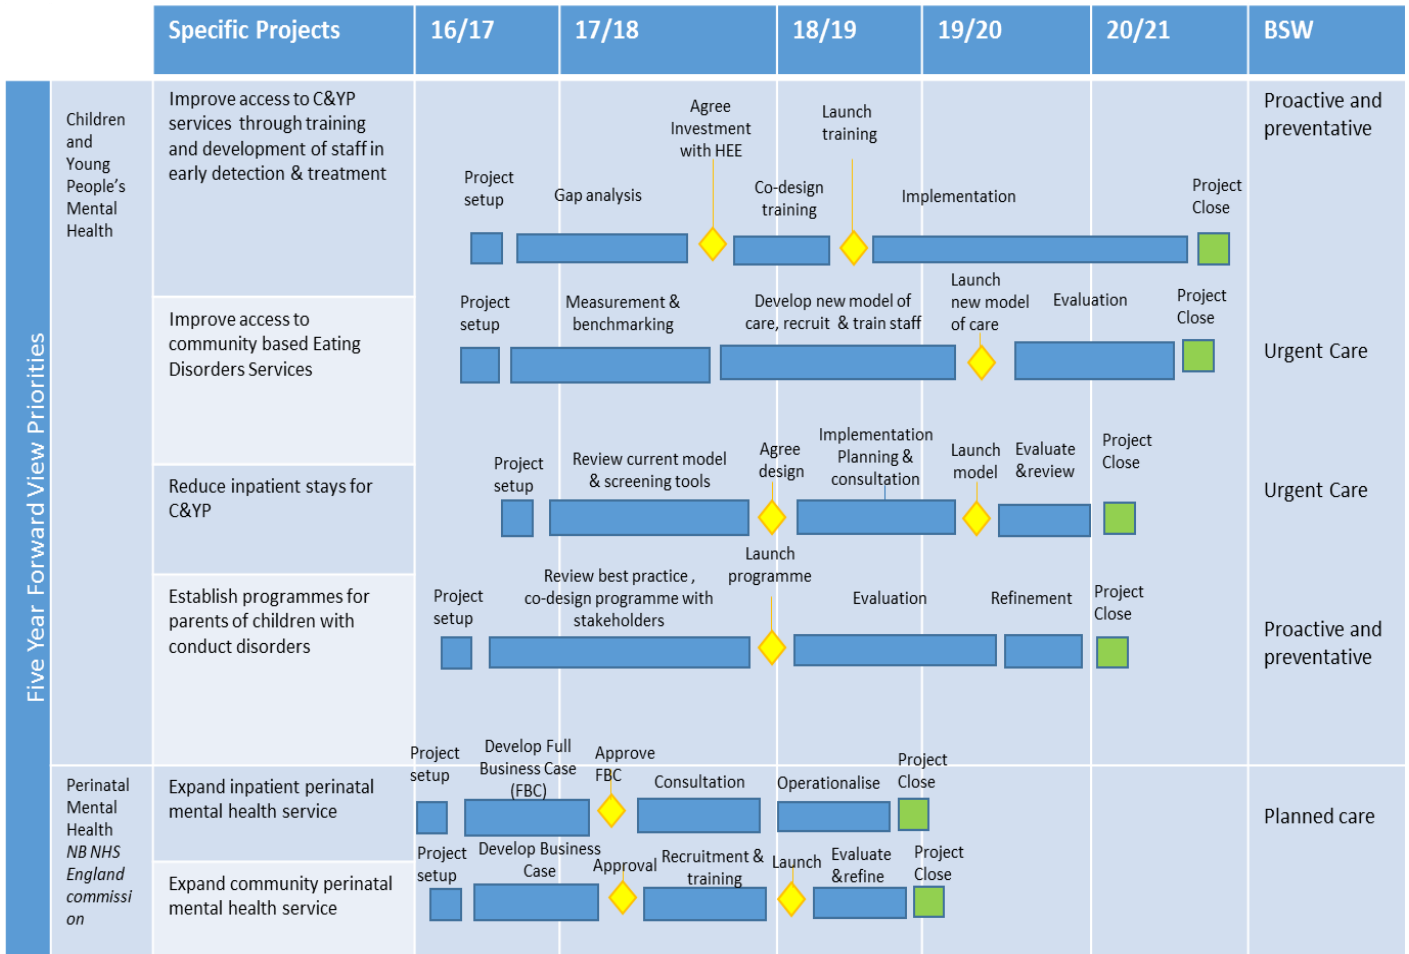 Specific Projects
16/17
17/18
18/19
19/20
20/21
BSW
Five Year Forward View Priorities
Children
and
Young
People’s
Mental
Health
Improve access to C&YP
services through training
and development of staff in
early detection & treatment
Project
setup
Gap analysis
Agree
Investment
with HEE
Co-design
training
Launch
training
Implementation
Project
Close
Proactive and
preventative
Improve access to
community based Eating
Disorders Services
Project
setup
Measurement &
benchmarking
Develop new model of
care, recruit & train staff
Launch
new model
of care
Evaluation
Project
Close
Urgent Care
Reduce inpatient stays for
C&YP
Project
setup
Review current model
& screening tools
Agree
design
Implementation
Planning &
consultation
Launch
model
Evaluate
&review
Project
Close
Urgent Care
Establish programmes for
parents of children with
conduct disorders
Project
setup
Review best practice ,
co-design programme with
stakeholders
Launch
programme
Evaluation
Refinement
Project
Close
Proactive and
preventative
Perinatal
Mental
Health
NB NHS
England
commissi
on
Expand inpatient perinatal
mental health service
Project
setup
Develop Full
Business Case
(FBC)
Approve
FBC
Consultation
Operationalise
Project
Close
Planned care
Expand community perinatal
mental health service
Project
setup
Develop Business
Case
Approval
Recruitment &
training
Launch
Evaluate
&refine
Project
Close